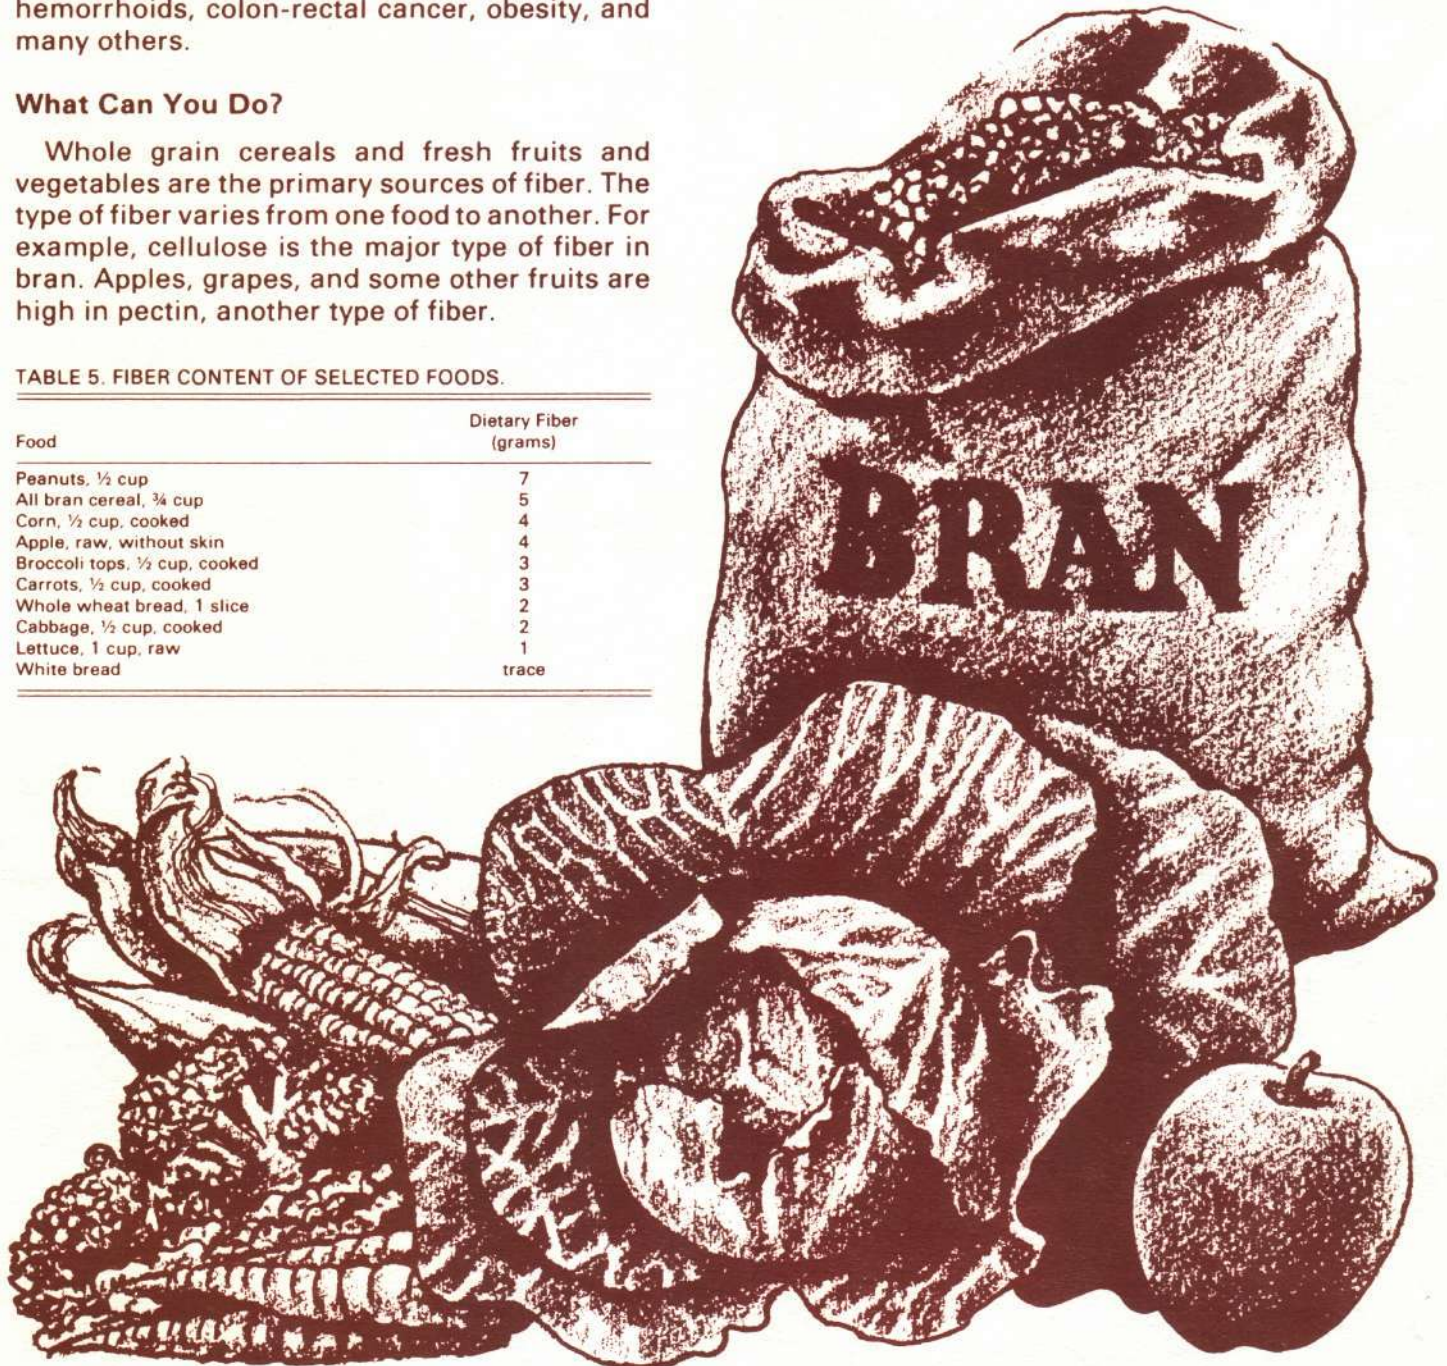 hemorrhoids, colon-rectal cancer, obesity, and
many others.
What Can You Do?
Whole grain cereals and fresh fruits and
vegetables are the primary sources of fiber. The
type of fiber varies from one food to another. For
example, cellulose is the major type of fiber in
bran. Apples, grapes, and some other fruits are
high in pectin, another type of fiber.
TABLE 5. FIBER CONTENT OF SELECTED FOODS.
Food Dietary Fiber
(grams)
Peanuts, ½ cup 7
All bran cereal, ¾ cup 5
Corn, ½ cup, cooked 4
Apple, raw, without skin 4
Broccoli tops, ½ cup, cooked 3
Carrots, ½ cup, cooked 3
Whole wheat bread, 1 slice 2
Cabbage, ½ cup, cooked 2
Lettuce, 1 cup, raw 1
White bread trace
BRAN